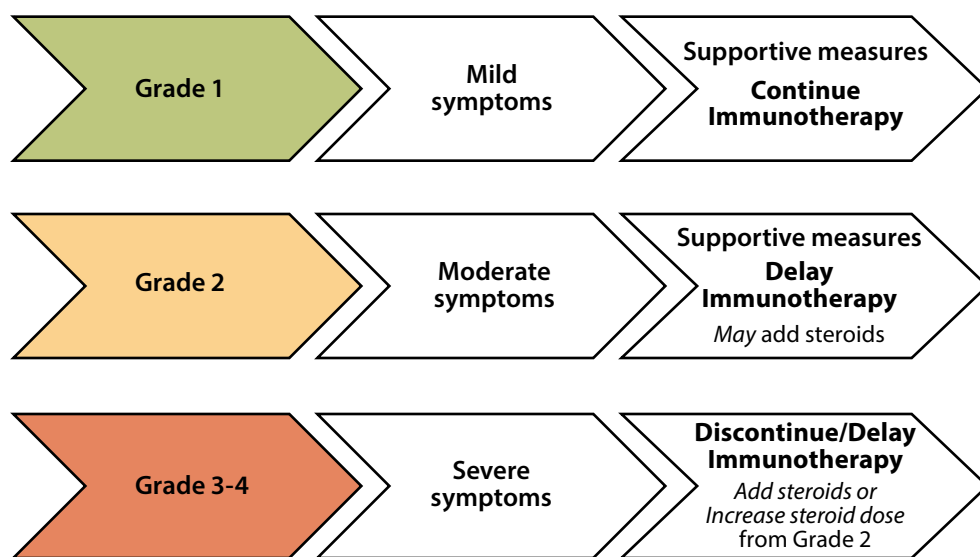 Grade 1
Mild
symptoms
Supportive measures
Continue
Immunotherapy
Grade 2
Moderate
symptoms
Supportive measures
Delay
Immunotherapy
May add steroids
Grade 3-4
Severe
symptoms
Discontinue/Delay
Immunotherapy
Add steroids or
Increase steroid dose
from Grade 2